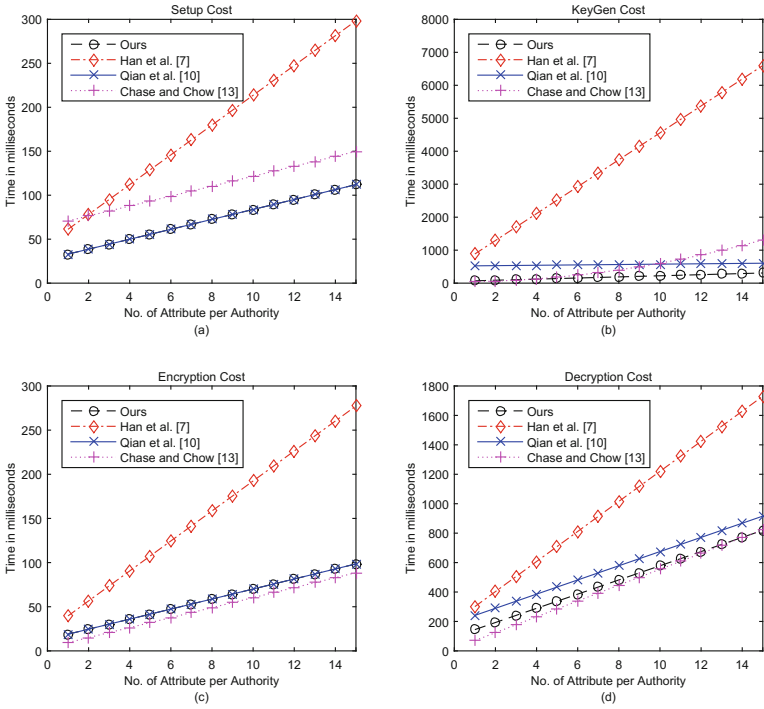 Setup Cost
300
250
200
150
100
50
0
Time in milliseconds
Ours
Han et al. [7]
Qian et al. [10]
Chase and Chow [13]
0 2 4 6 8 10 12 14
No. of Attribute per Authority
(a)
KeyGen Cost
8000
7000
6000
5000
4000
3000
2000
1000
0
Time in milliseconds
Ours
Han et al. [7]
Qian et al. [10]
Chase and Chow [13]
0 2 4 6 8 10 12 14
No. of Attribute per Authority
(b)
Encryption Cost
300
250
200
150
100
50
0
Time in milliseconds
Ours
Han et al. [7]
Qian et al. [10]
Chase and Chow [13]
0 2 4 6 8 10 12 14
No. of Attribute per Authority
(c)
Decryption Cost
1800
1600
1400
1200
1000
800
600
400
200
0
Time in milliseconds
Ours
Han et al. [7]
Qian et al. [10]
Chase and Chow [13]
0 2 4 6 8 10 12 14
No. of Attribute per Authority
(d)